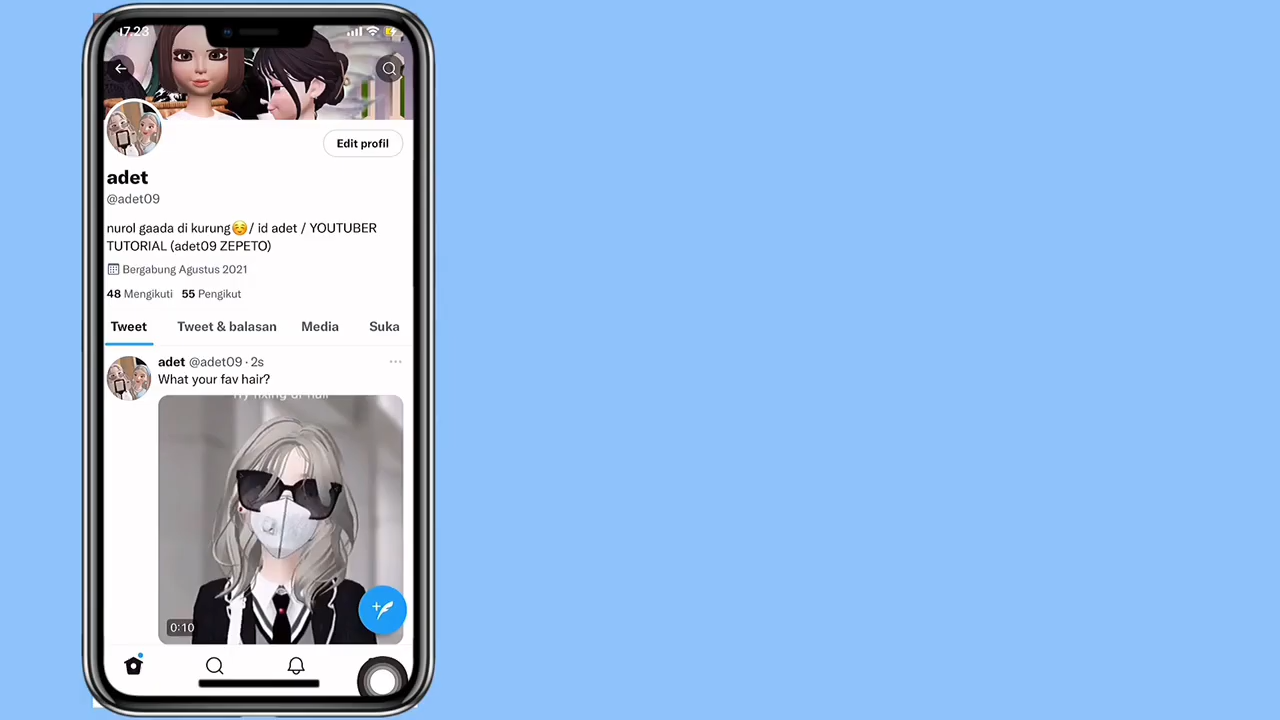 17.23
Edit profil
adet
@adet09
nurol gaada di kurung☺️/ id adet / YOUTUBER
TUTORIAL (adet09 ZEPETO)
Bergabung Agustus 2021
48 Mengikuti 55 Pengikut
Tweet Tweet & balasan Media Suka
adet @adet09 · 2s
What your fav hair?
0:10